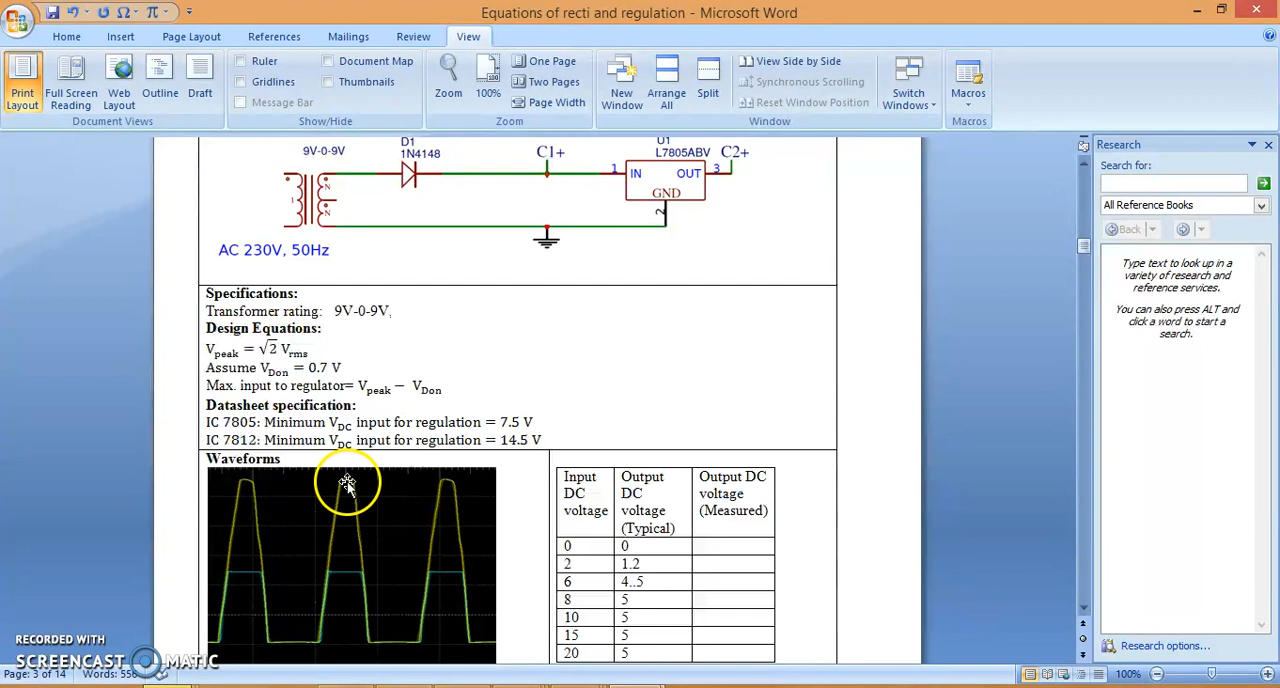 Equations of recti and regulation - Microsoft Word
Home Insert Page Layout References Mailings Review View
Print Layout
Full Screen Reading
Web Layout
Outline
Draft
Document Views
Ruler
Gridlines
Message Bar
Document Map
Thumbnails
Show/Hide
Zoom
100%
One Page
Two Pages
Page Width
Zoom
New Window
Arrange All
Split
View Side by Side
Synchronous Scrolling
Reset Window Position
Window
Switch Windows
Macros
Macros
9V-0-9V
D1
1N4148
C1+
U1
L7805ABV
C2+
1 IN OUT 3
GND
2
1
N
N
AC 230V, 50Hz
Specifications:
Transformer rating: 9V-0-9V,
Design Equations:
Vpeak = √2 Vrms
Assume VDon = 0.7 V
Max. input to regulator= Vpeak − VDon
Datasheet specification:
IC 7805: Minimum VDC input for regulation = 7.5 V
IC 7812: Minimum VDC input for regulation = 14.5 V
Waveforms
Input DC voltage
Output DC voltage (Typical)
Output DC voltage (Measured)
0 0
2 1.2
6 4..5
8 5
10 5
15 5
20 5
Research
Search for:
All Reference Books
Back
Type text to look up in a
variety of research and
reference services.
You can also press ALT and
click a word to start a
search.
Research options...
RECORDED WITH
SCREENCAST MATIC
Page: 3 of 14 Words: 556
100%